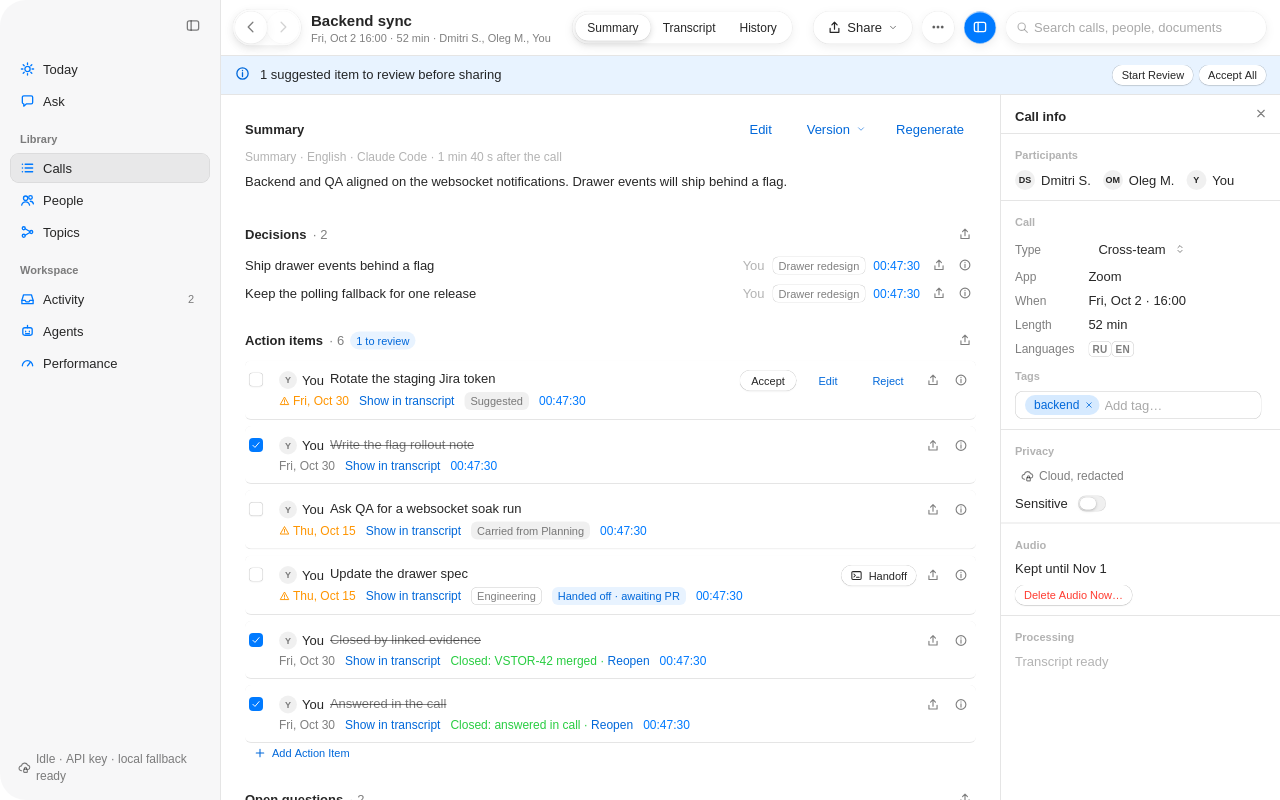 Backend sync
Fri, Oct 2 16:00 · 52 min · Dmitri S., Oleg M., You
Summary
Transcript
History
Share
Search calls, people, documents
Today
Ask
Library
Calls
People
Topics
Workspace
Activity
2
Agents
Performance
Idle · API key · local fallback
ready
1 suggested item to review before sharing
Start Review
Accept All
Summary
Edit
Version
Regenerate
Summary · English · Claude Code · 1 min 40 s after the call
Backend and QA aligned on the websocket notifications. Drawer events will ship behind a flag.
Decisions · 2
Ship drawer events behind a flag
You Drawer redesign 00:47:30
Keep the polling fallback for one release
You Drawer redesign 00:47:30
Action items · 6 1 to review
Y You Rotate the staging Jira token
Accept Edit Reject
Fri, Oct 30 Show in transcript Suggested 00:47:30
Y You Write the flag rollout note
Fri, Oct 30 Show in transcript 00:47:30
Y You Ask QA for a websocket soak run
Thu, Oct 15 Show in transcript Carried from Planning 00:47:30
Y You Update the drawer spec
Handoff
Thu, Oct 15 Show in transcript Engineering Handed off · awaiting PR 00:47:30
Y You Closed by linked evidence
Fri, Oct 30 Show in transcript Closed: VSTOR-42 merged · Reopen 00:47:30
Y You Answered in the call
Fri, Oct 30 Show in transcript Closed: answered in call · Reopen 00:47:30
Add Action Item
Open questions · 2
Call info
Participants
DS Dmitri S. OM Oleg M. Y You
Call
Type Cross-team
App Zoom
When Fri, Oct 2 · 16:00
Length 52 min
Languages RU EN
Tags
backend Add tag…
Privacy
Cloud, redacted
Sensitive
Audio
Kept until Nov 1
Delete Audio Now…
Processing
Transcript ready